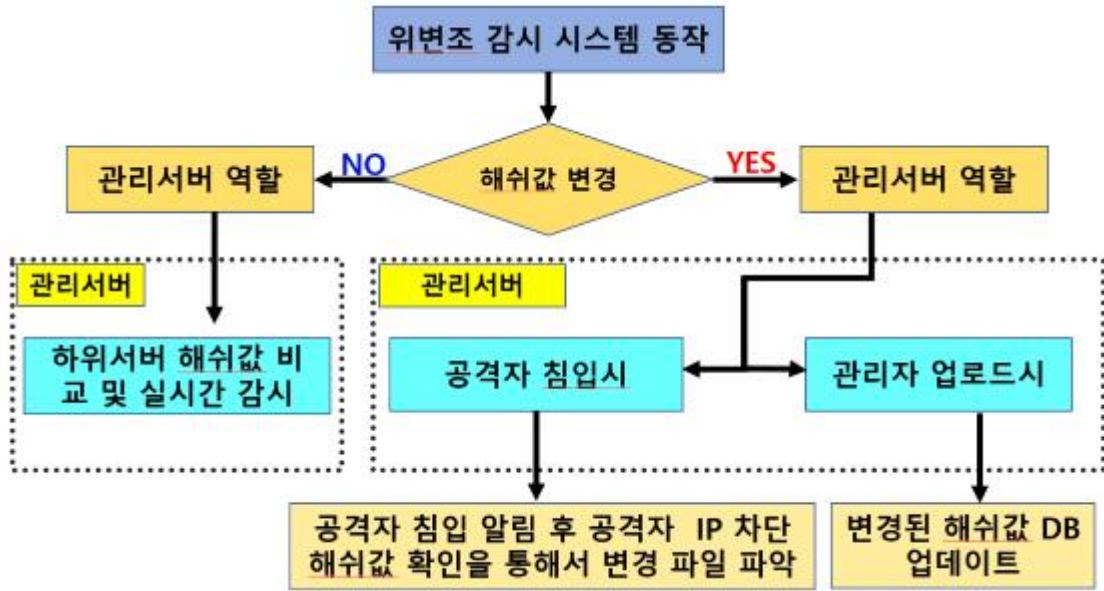 위변조 감시 시스템 동작
해쉬값 변경
NO
YES
관리서버 역할
관리서버 역할
관리서버
하위서버 해쉬값 비
교 및 실시간 감시
관리서버
공격자 침입시
관리자 업로드시
공격자 침입 알림 후 공격자 IP 차단
해쉬값 확인을 통해서 변경 파일 파악
변경된 해쉬값 DB
업데이트